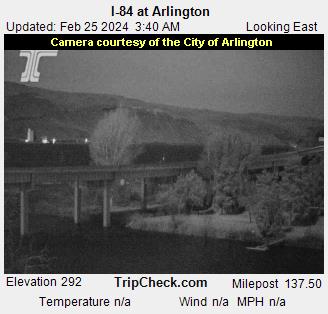 I-84 at Arlington
Updated: Feb 25 2024 3:40 AM Looking East
Camera courtesy of the City of Arlington
Elevation 292 TripCheck.com Milepost 137.50
Temperature n/a Wind n/a MPH n/a